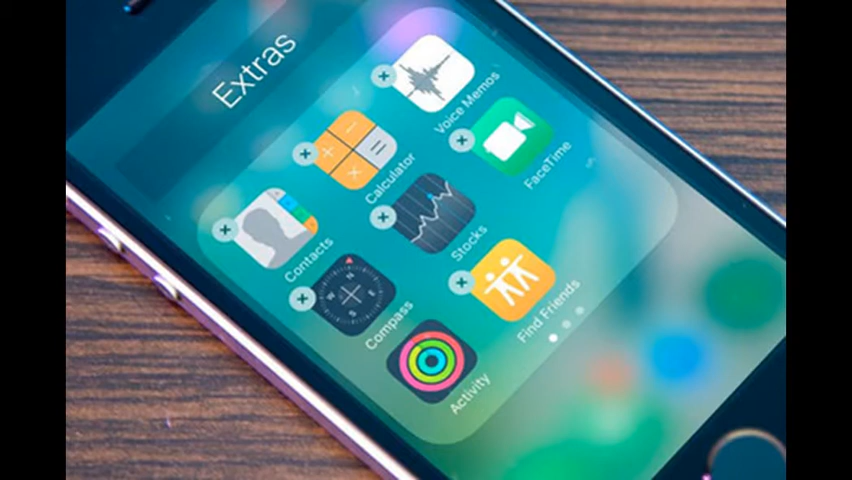 Extras
Contacts
Calculator
Voice Memos
Compass
Stocks
FaceTime
Activity
Find Friends